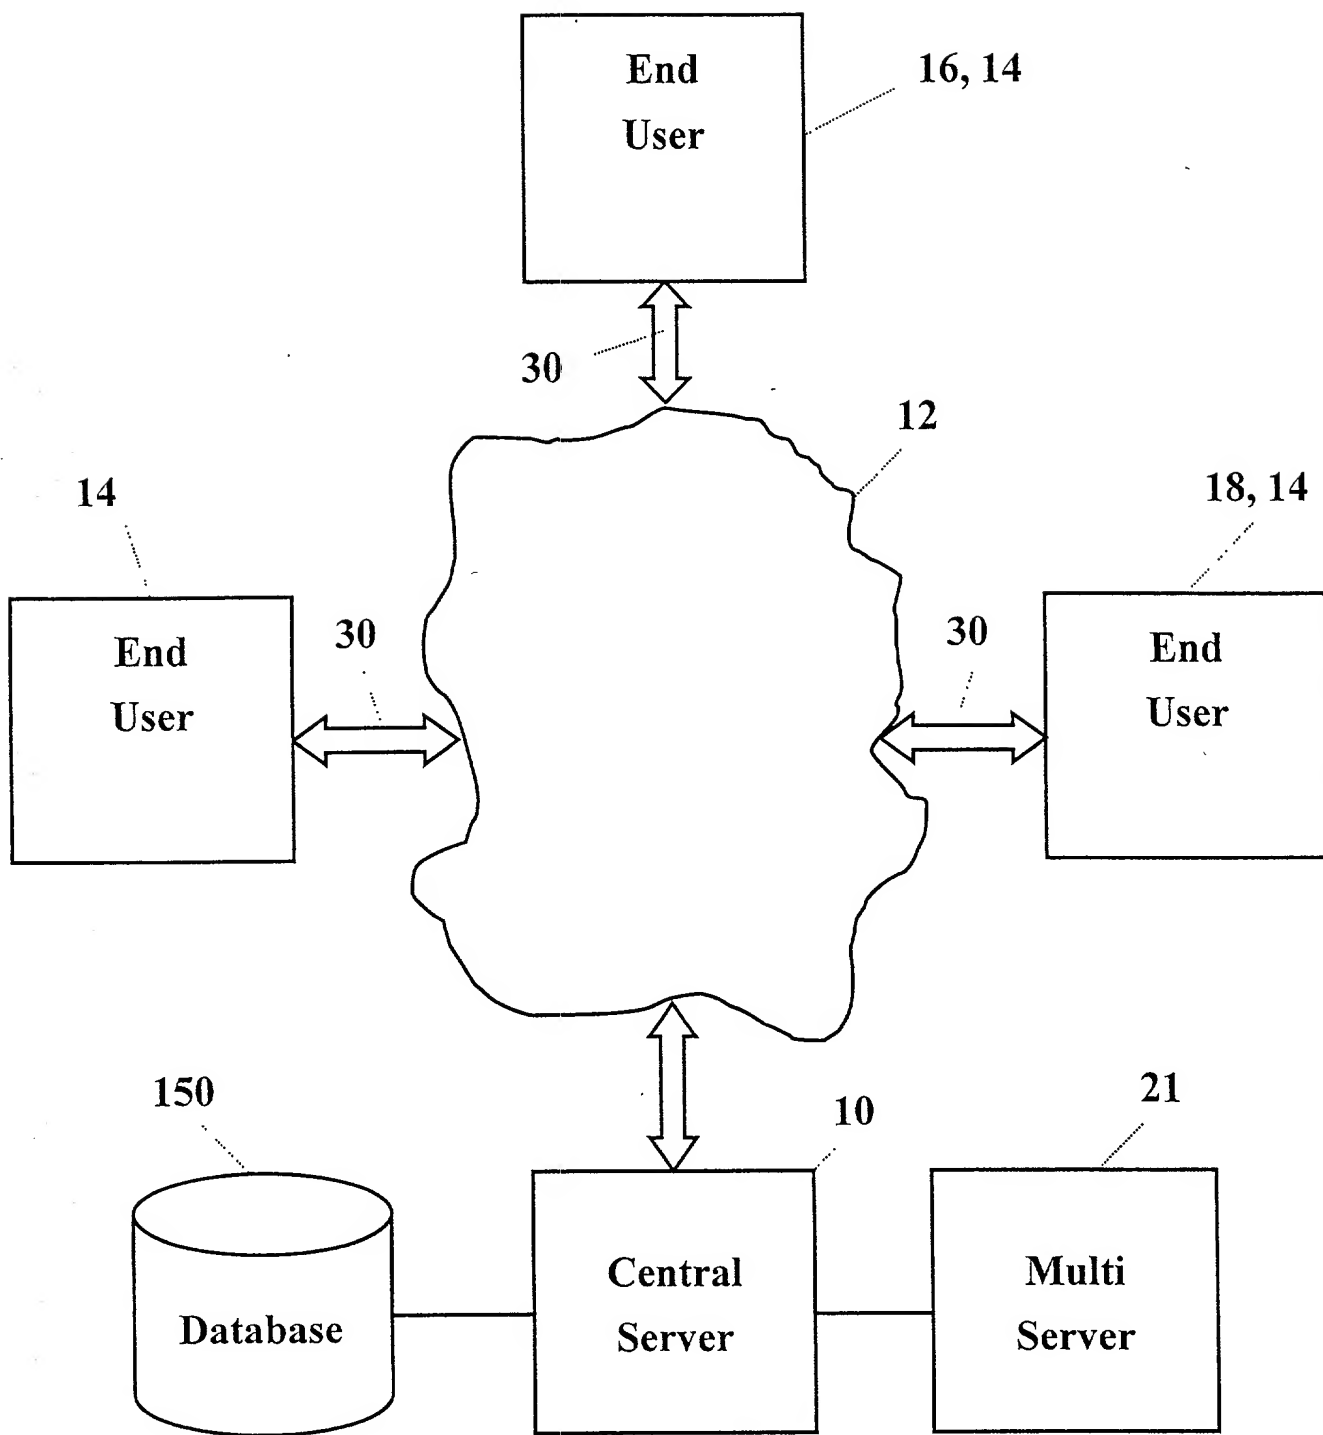 End
User
16, 14
30
12
14
18, 14
End
User
30
30
End
User
150
10
21
Database
Central
Server
Multi
Server